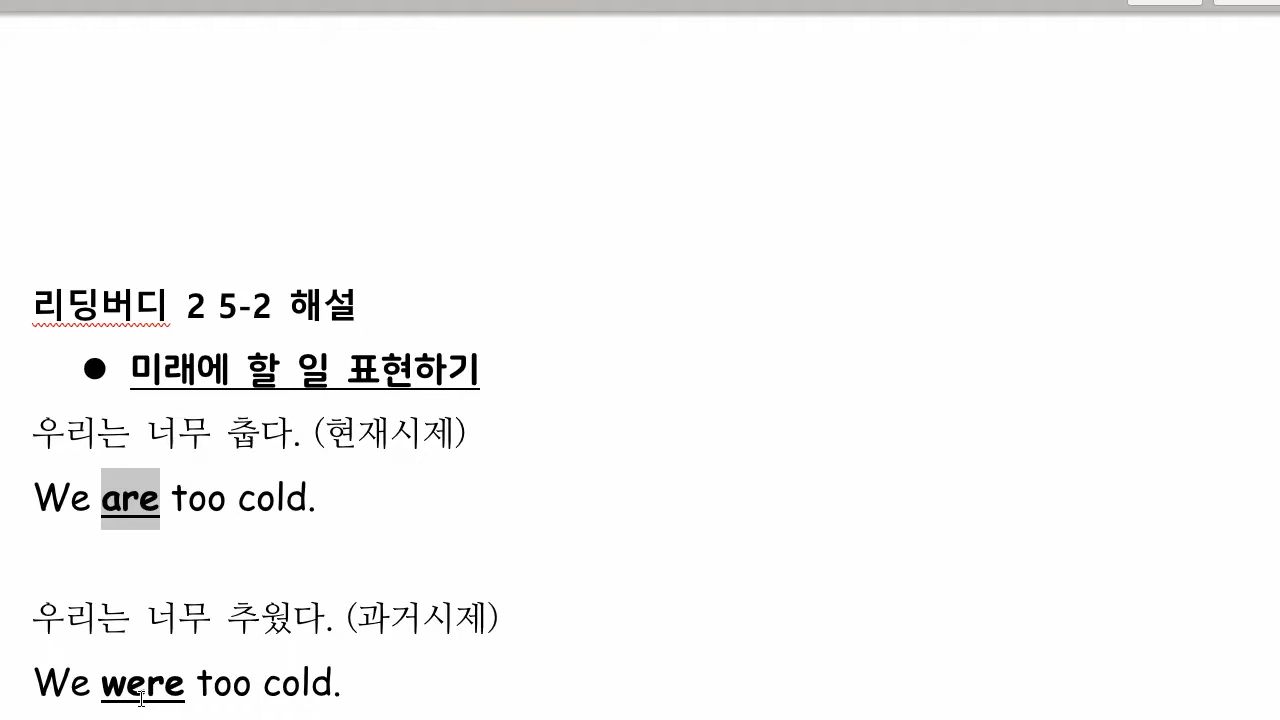 리딩버디 2 5-2 해설
● 미래에 할 일 표현하기
우리는 너무 춥다. (현재시제)
We are too cold.
우리는 너무 추웠다. (과거시제)
We were too cold.